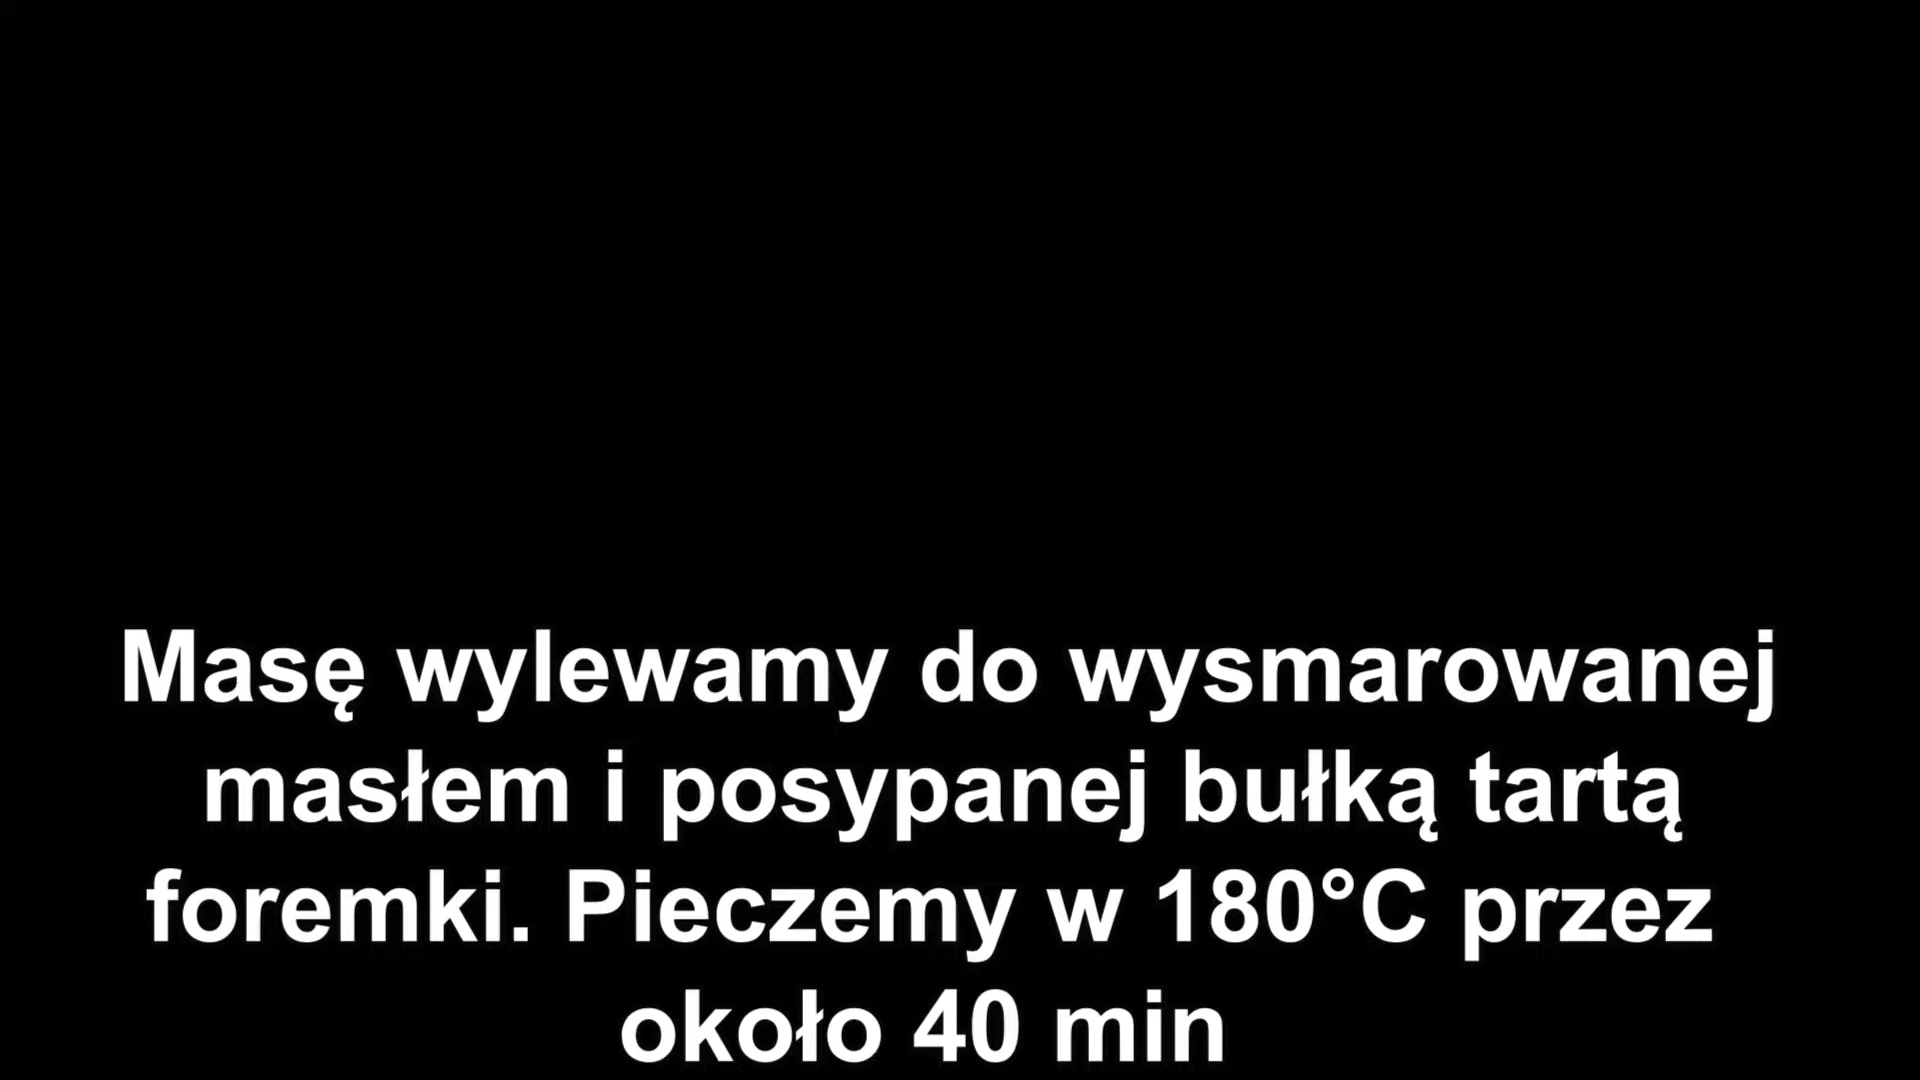 Masę wylewamy do wysmarowanej
masłem i posypanej bułką tartą
foremki. Pieczemy w 180°C przez
około 40 min